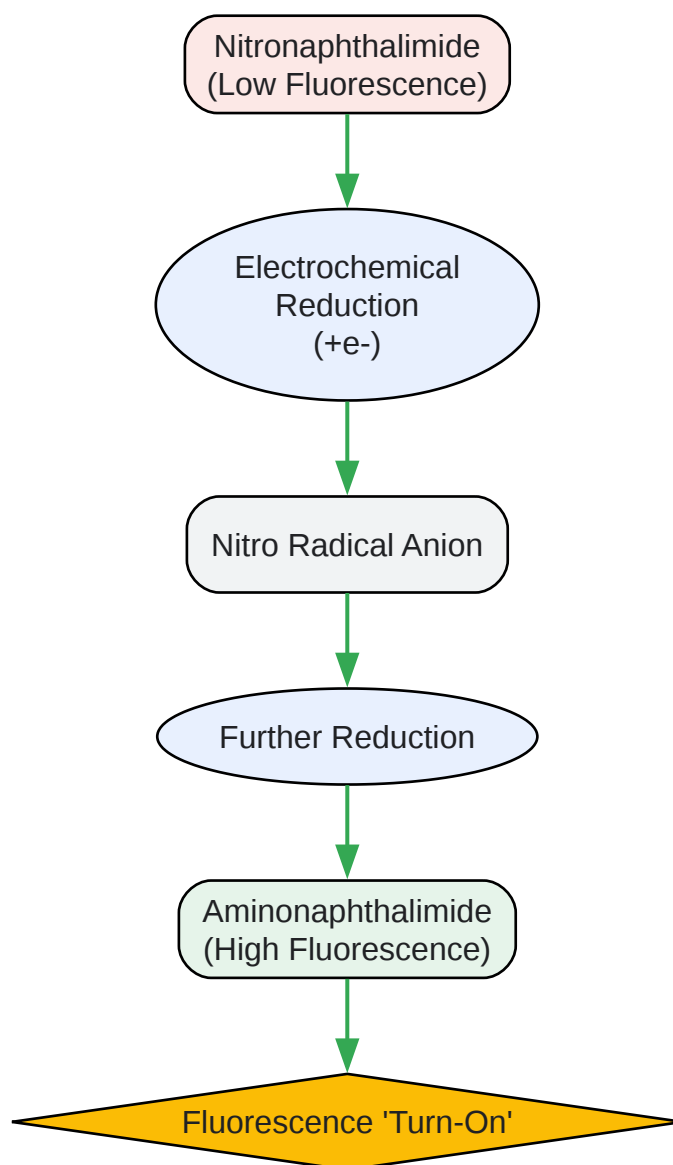 Nitronaphthalimide
(Low Fluorescence)
Electrochemical
Reduction
(+e-)
Nitro Radical Anion
Further Reduction
Aminonaphthalimide
(High Fluorescence)
Fluorescence 'Turn-On'